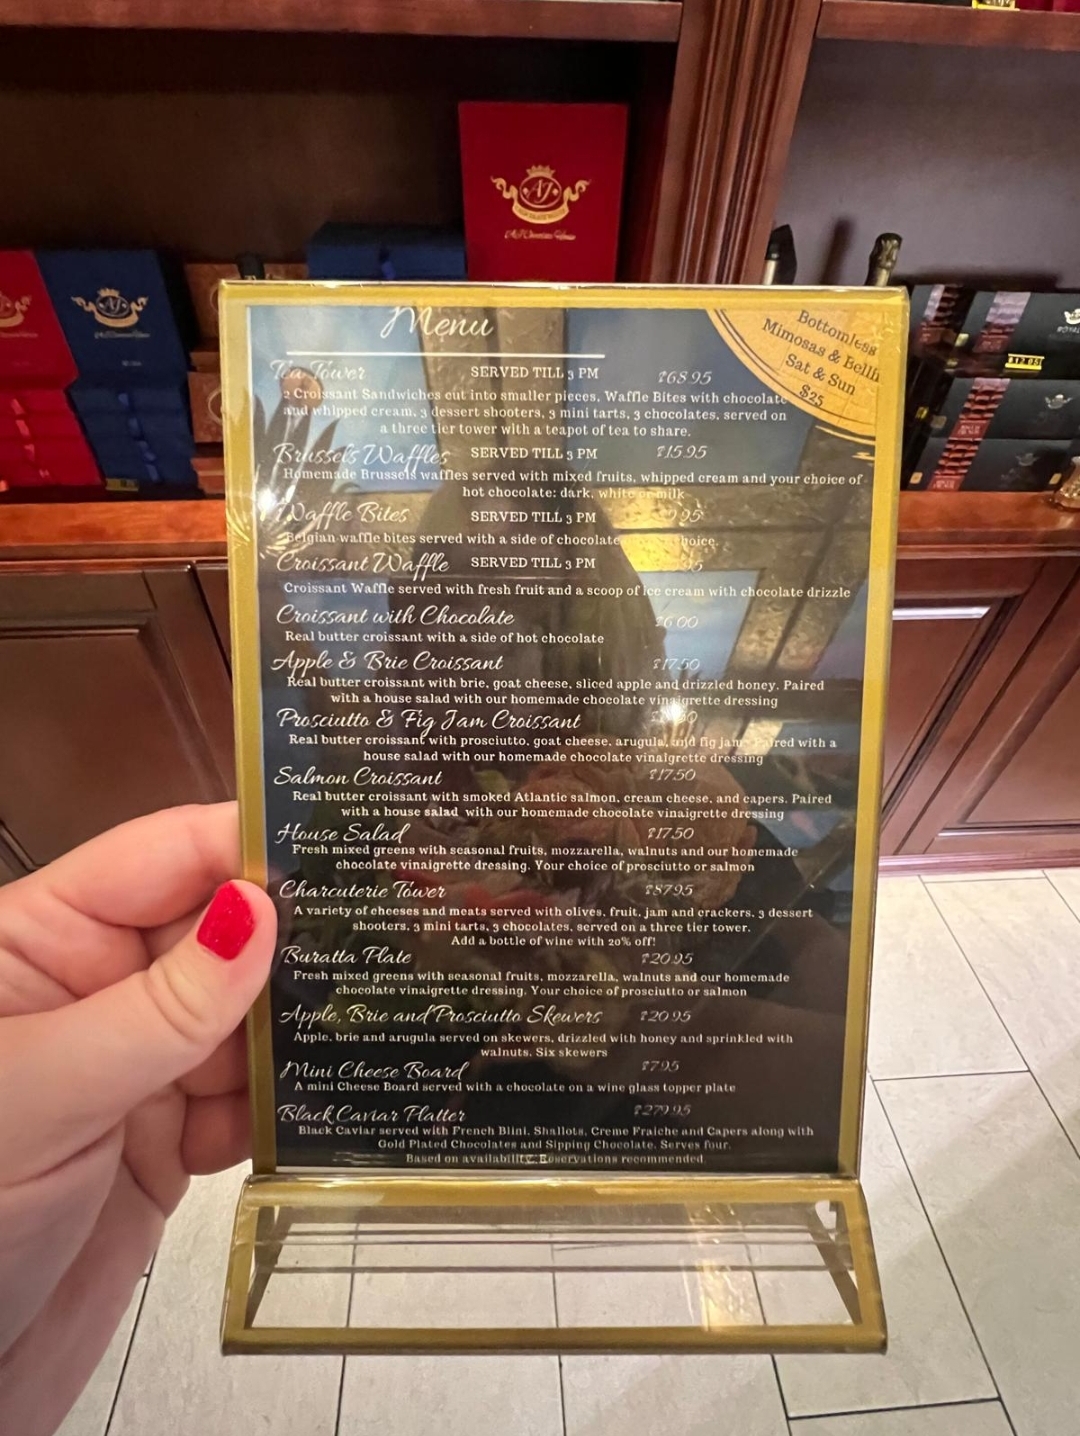 AJ
AJ
Menu
Bottomless
Mimosas & Belli
Sat & Sun
$25
Tea Tower SERVED TILL 3 PM $68.95
2 Croissant Sandwiches cut into smaller pieces, Waffle Bites with chocolate
and whipped cream, 3 dessert shooters, 3 mini tarts, 3 chocolates, served on
a three tier tower with a teapot of tea to share.
Brussels Waffles SERVED TILL 3 PM $15.95
Homemade Brussels waffles served with mixed fruits, whipped cream and your choice of
hot chocolate: dark, white or milk
Waffle Bites SERVED TILL 3 PM
Belgian waffle bites served with a side of chocolate choice.
Croissant Waffle SERVED TILL 3 PM
Croissant Waffle served with fresh fruit and a scoop of ice cream with chocolate drizzle
Croissant with Chocolate $6.00
Real butter croissant with a side of hot chocolate
Apple & Brie Croissant $17.50
Real butter croissant with brie, goat cheese, sliced apple and drizzled honey. Paired
with a house salad with our homemade chocolate vinaigrette dressing
Prosciutto & Fig Jam Croissant
Real butter croissant with prosciutto, goat cheese, arugula, and fig jam. Paired with a
house salad with our homemade chocolate vinaigrette dressing
Salmon Croissant $17.50
Real butter croissant with smoked Atlantic salmon, cream cheese, and capers. Paired
with a house salad with our homemade chocolate vinaigrette dressing
House Salad $17.50
Fresh mixed greens with seasonal fruits, mozzarella, walnuts and our homemade
chocolate vinaigrette dressing. Your choice of prosciutto or salmon
Charcuterie Tower $87.95
A variety of cheeses and meats served with olives, fruit, jam and crackers, 3 dessert
shooters, 3 mini tarts, 3 chocolates, served on a three tier tower.
Add a bottle of wine with 20% off!
Buratta Plate $20.95
Fresh mixed greens with seasonal fruits, mozzarella, walnuts and our homemade
chocolate vinaigrette dressing. Your choice of prosciutto or salmon
Apple, Brie and Prosciutto Skewers $20.95
Apple, brie and arugula served on skewers, drizzled with honey and sprinkled with
walnuts. Six skewers
Mini Cheese Board $7.95
A mini Cheese Board served with a chocolate on a wine glass topper plate
Black Caviar Platter $279.95
Black Caviar served with French Blini, Shallots, Creme Fraiche and Capers along with
Gold Plated Chocolates and Sipping Chocolate. Serves four.
Based on availability. Reservations recommended.